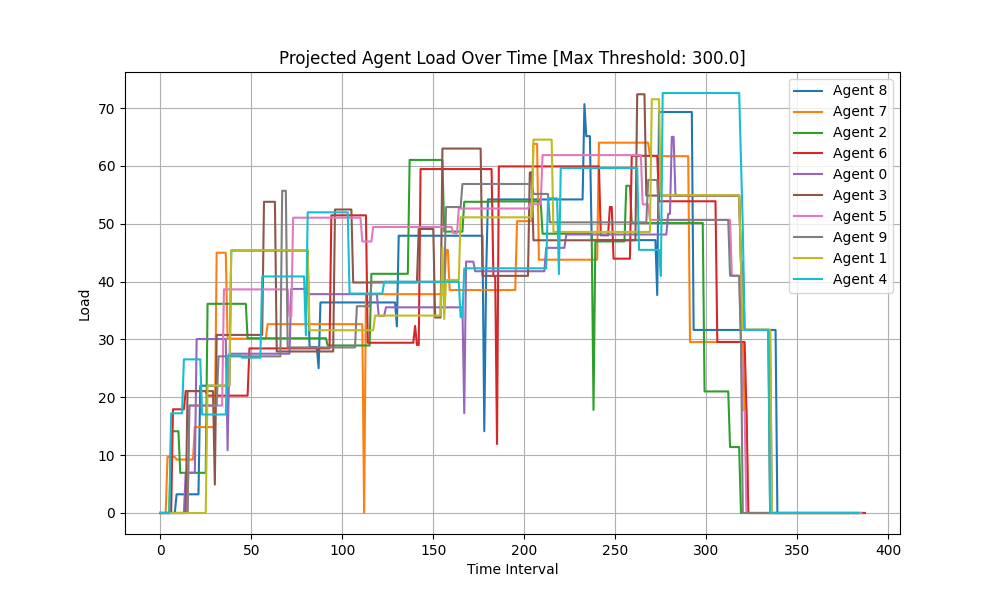 Projected Agent Load Over Time [Max Threshold: 300.0]
Load
70
60
50
40
30
20
10
0
0 50 100 150 200 250 300 350 400
Time Interval
Agent 8
Agent 7
Agent 2
Agent 6
Agent 0
Agent 3
Agent 5
Agent 9
Agent 1
Agent 4